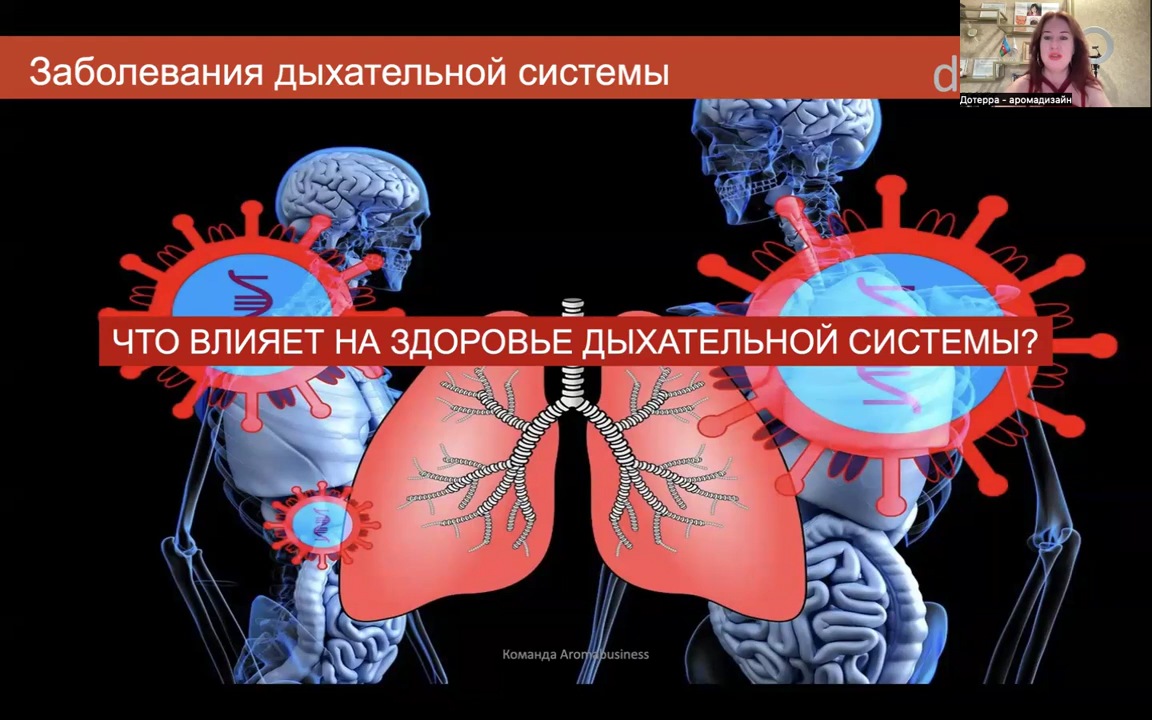 Заболевания дыхательной системы
d
Дотерра - аромадизайн
ЧТО ВЛИЯЕТ НА ЗДОРОВЬЕ ДЫХАТЕЛЬНОЙ СИСТЕМЫ?
Команда Aromabusiness